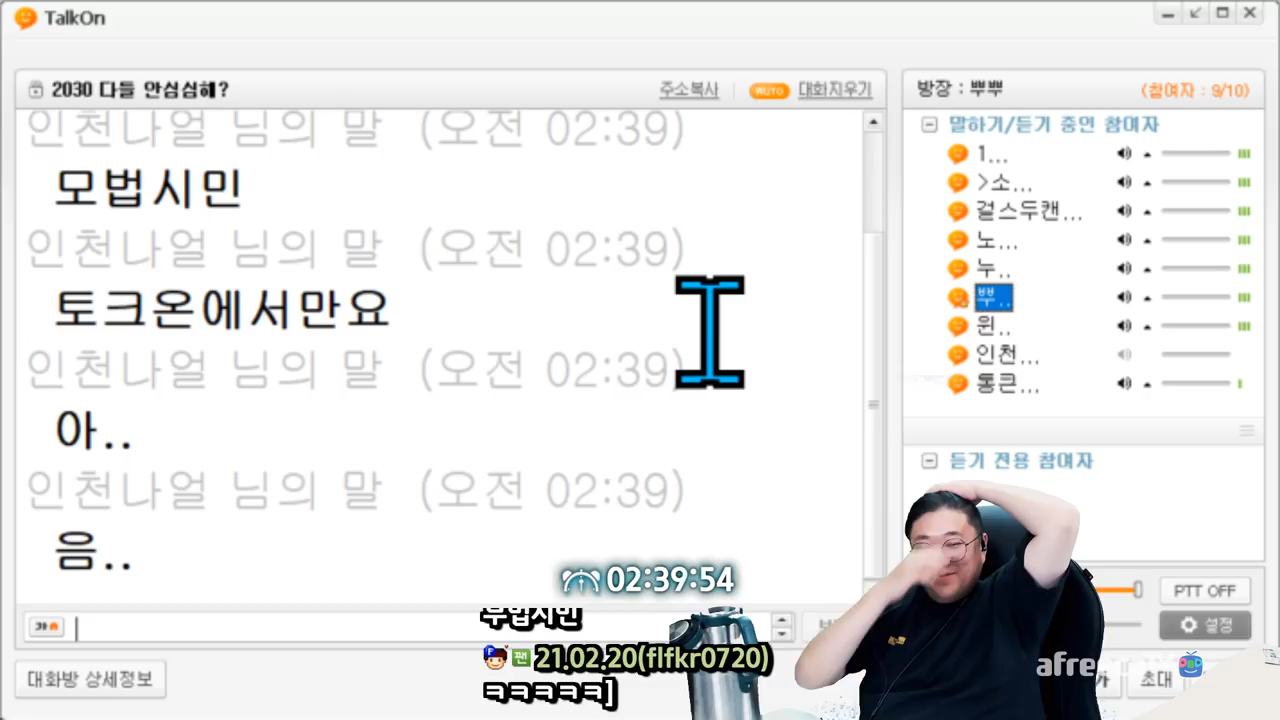 TalkOn
2030 다들 안심심해?
주소복사
AUTO
대화지우기
인천나얼 님의 말 (오전 02:39)
모법시민
인천나얼 님의 말 (오전 02:39)
토크온에서만요
인천나얼 님의 말 (오전 02:39)
아..
인천나얼 님의 말 (오전 02:39)
음..
가
대화방 상세정보
방장 : 뿌뿌
(참여자 : 9/10)
말하기/듣기 중인 참여자
1...
>소...
걸스두캔...
노...
누..
뿌..
윈..
인천...
통큰...
듣기 전용 참여자
PTT OFF
설정
초대
02:39:54
팬
21.02.20(flfkr0720)
ㅋㅋㅋㅋㅋ]